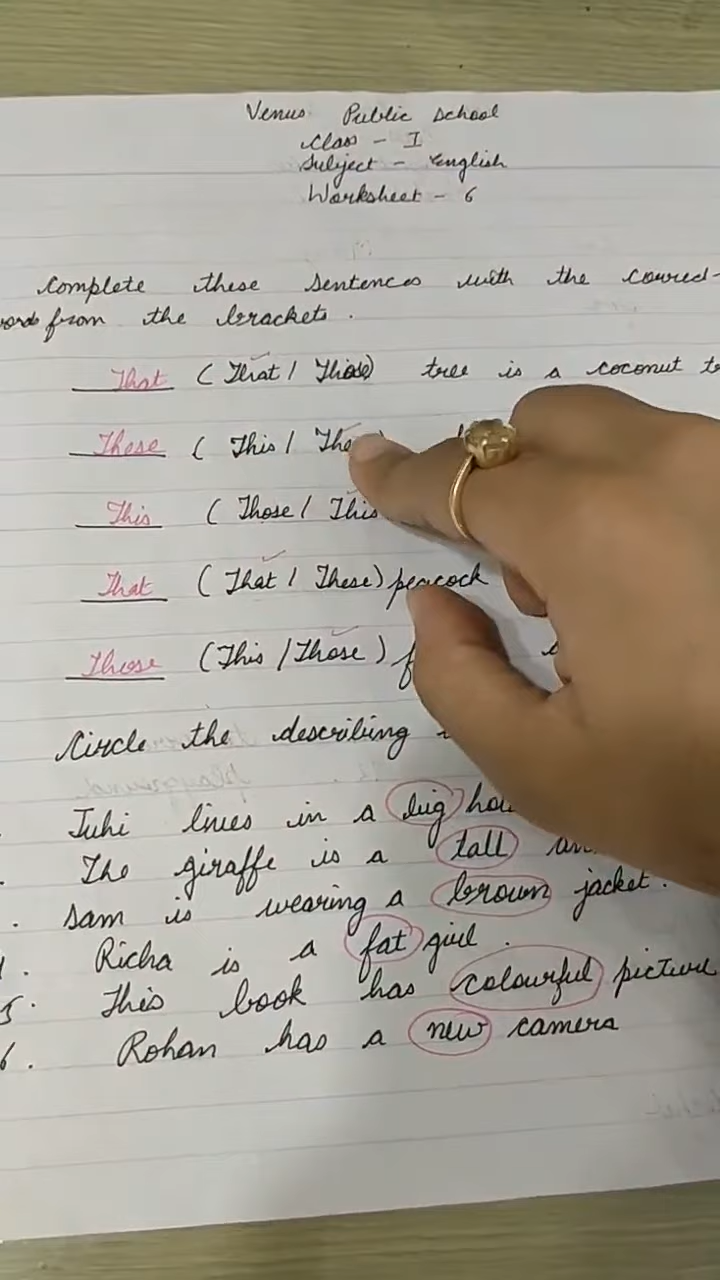 Venus Public School
Class - I
Subject - English
Worksheet - 6
Complete these sentences with the
from the brackets.
That (That / Those) tree is a coconut
These (This /
This (Those / This
That (That / These) peacock
Those (This / Those)
Circle the describing
Juhi lives in a big
The giraffe is a tall
Sam is wearing a brown jacket.
Richa is a fat girl.
5. This book has colourful picture
6. Rohan has a new camera